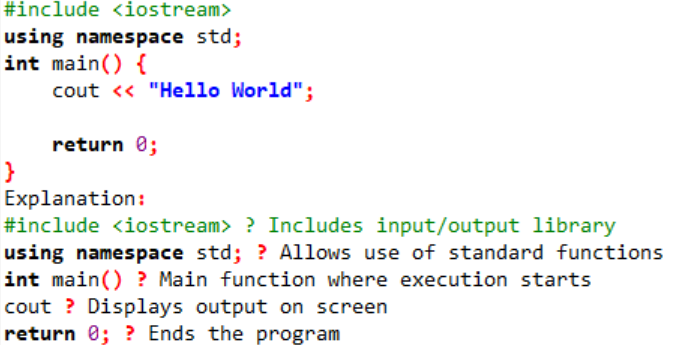 #include <iostream>
using namespace std;
int main() {
    cout << "Hello World";
    return 0;
}
Explanation:
#include <iostream> ? Includes input/output library
using namespace std; ? Allows use of standard functions
int main() ? Main function where execution starts
cout ? Displays output on screen
return 0; ? Ends the program